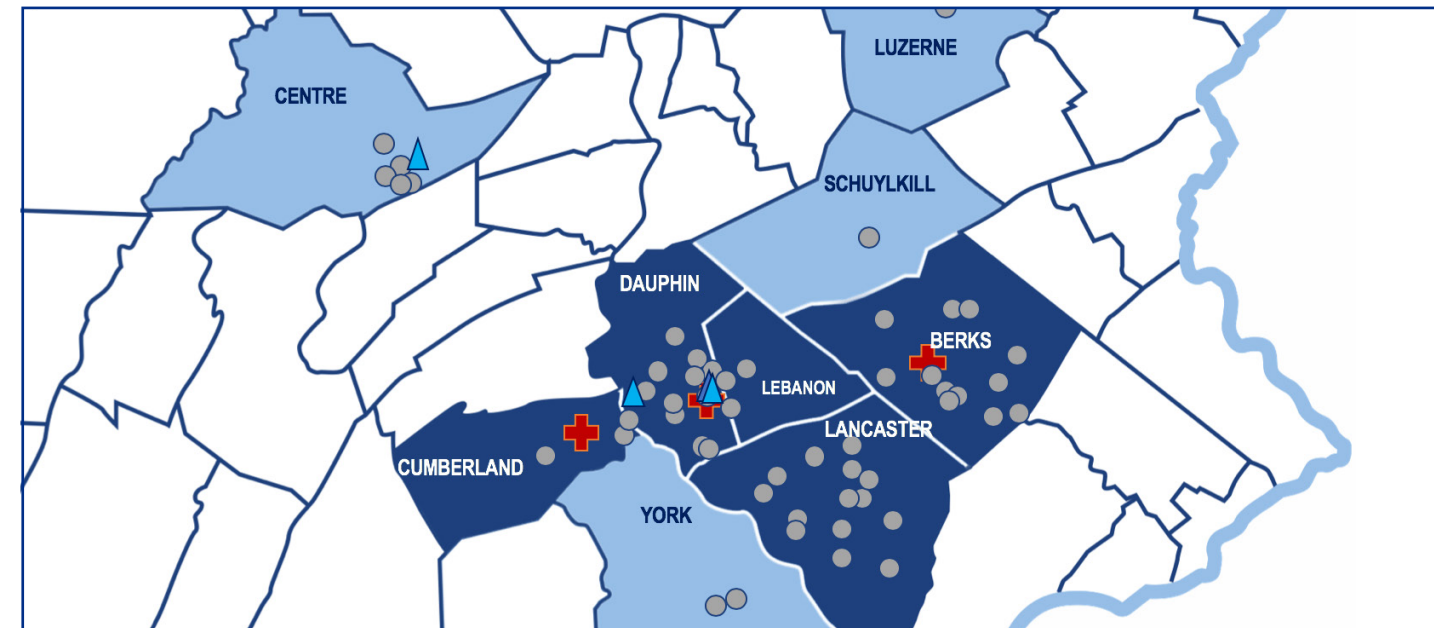 LUZERNE
CENTRE
SCHUYLKILL
DAUPHIN
BERKS
LEBANON
LANCASTER
CUMBERLAND
YORK